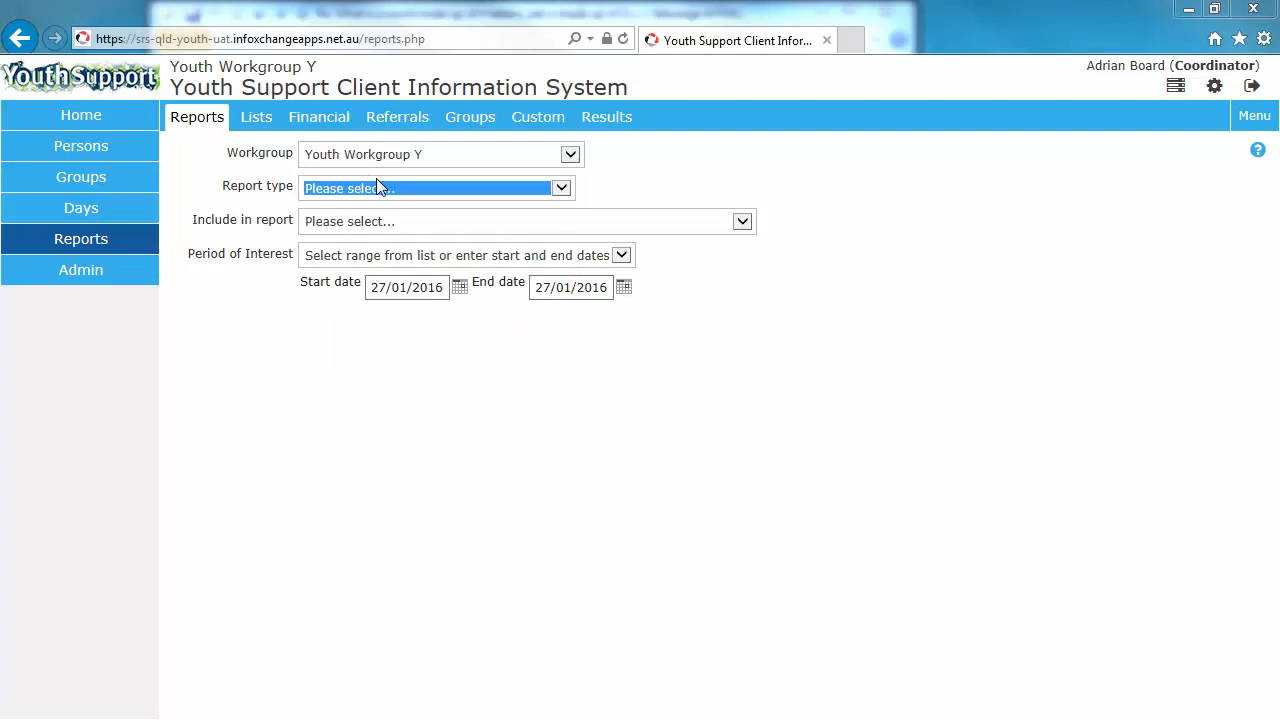 https://srs-qld-youth-uat.infoxchangeapps.net.au/reports.php
Youth Support Client Infor...
YouthSupport
Youth Workgroup Y
Youth Support Client Information System
Adrian Board (Coordinator)
Home
Persons
Groups
Days
Reports
Admin
Reports Lists Financial Referrals Groups Custom Results Menu
Workgroup Youth Workgroup Y
Report type Please select...
Include in report Please select...
Period of Interest Select range from list or enter start and end dates
Start date 27/01/2016 End date 27/01/2016